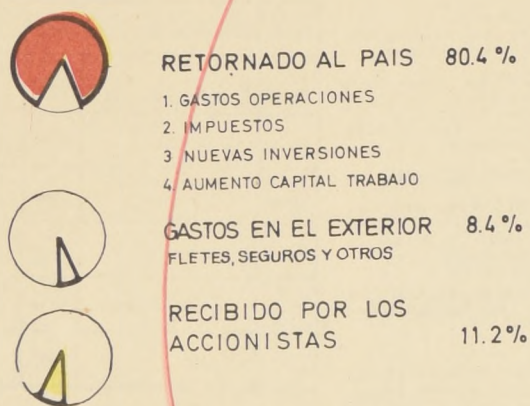 RETORNADO AL PAIS 80.4 %
1. GASTOS OPERACIONES
2. IMPUESTOS
3 NUEVAS INVERSIONES
4. AUMENTO CAPITAL TRABAJO
GASTOS EN EL EXTERIOR 8.4 %
FLETES, SEGUROS Y OTROS
RECIBIDO POR LOS
ACCIONISTAS 11.2%